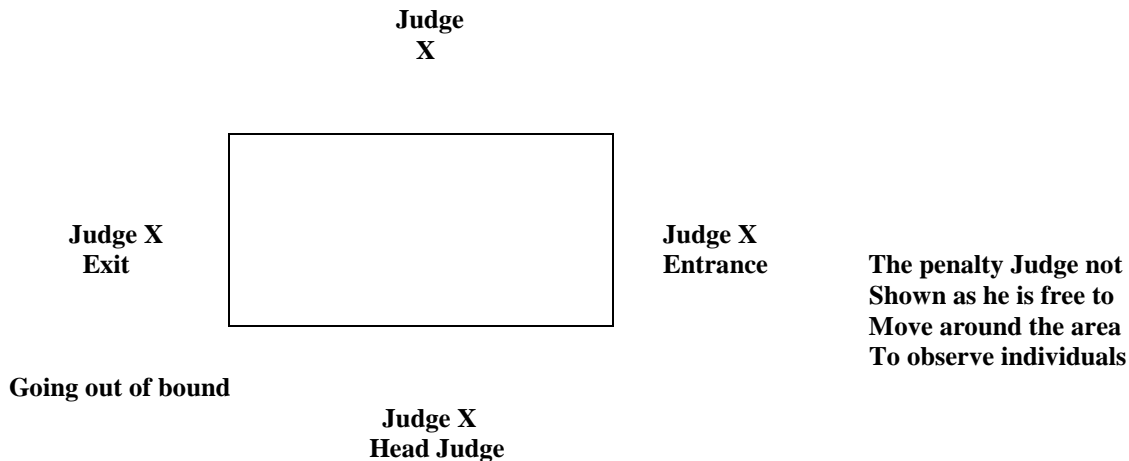 Judge
X
Judge X
Exit
Judge X
Entrance
The penalty Judge not
Shown as he is free to
Move around the area
To observe individuals
Going out of bound
Judge X
Head Judge